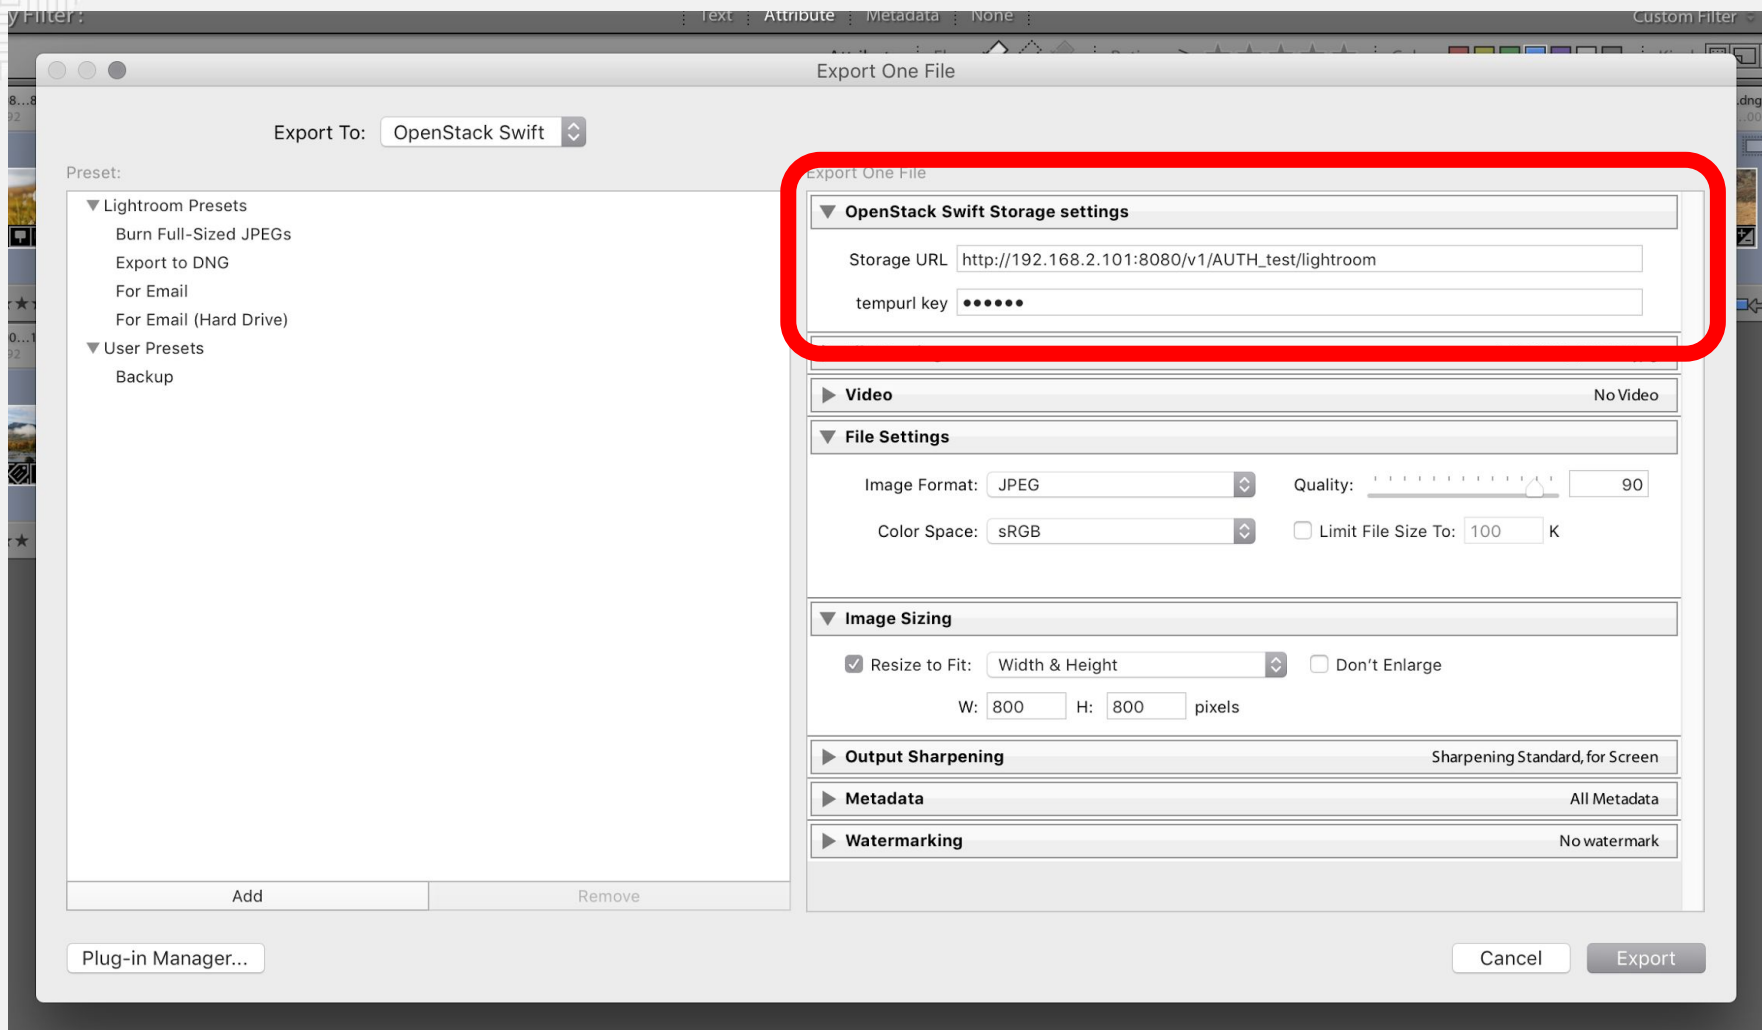 y Filter:
Text Attribute Metadata None Custom Filter
Export One File
8...8
92
.dng
Export To: OpenStack Swift
Preset:
Export One File
Lightroom Presets
Burn Full-Sized JPEGs
Export to DNG
For Email
For Email (Hard Drive)
User Presets
Backup
OpenStack Swift Storage settings
Storage URL http://192.168.2.101:8080/v1/AUTH_test/lightroom
tempurl key ••••••
Video No Video
File Settings
Image Format: JPEG Quality: 90
Color Space: sRGB Limit File Size To: 100 K
Image Sizing
Resize to Fit: Width & Height Don't Enlarge
W: 800 H: 800 pixels
Output Sharpening Sharpening Standard, for Screen
Metadata All Metadata
Watermarking No watermark
Add Remove
Plug-in Manager... Cancel Export